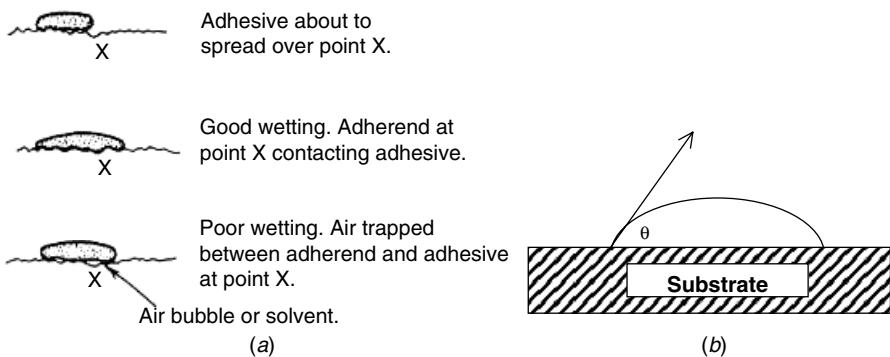 Adhesive about to
spread over point X.
X
Good wetting. Adherend at
point X contacting adhesive.
X
Poor wetting. Air trapped
between adherend and adhesive
at point X.
X
Air bubble or solvent.
(a)
θ
Substrate
(b)